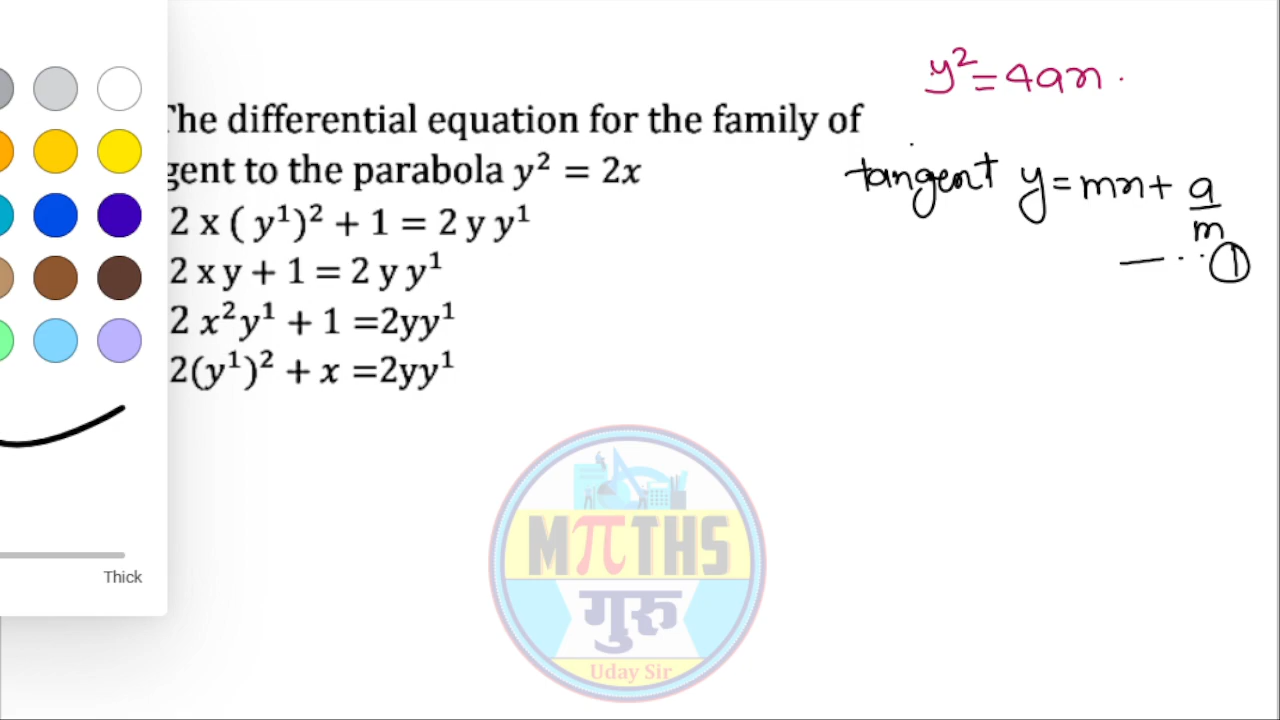 y² = 4ax.
he differential equation for the family of
gent to the parabola y² = 2x
tangent y = mx + a/m
--- ①
2 x ( y¹)² + 1 = 2 y y¹
2 x y + 1 = 2 y y¹
2 x²y¹ + 1 =2yy¹
2(y¹)² + x =2yy¹
Thick
MπTHS
गुरु
Uday Sir